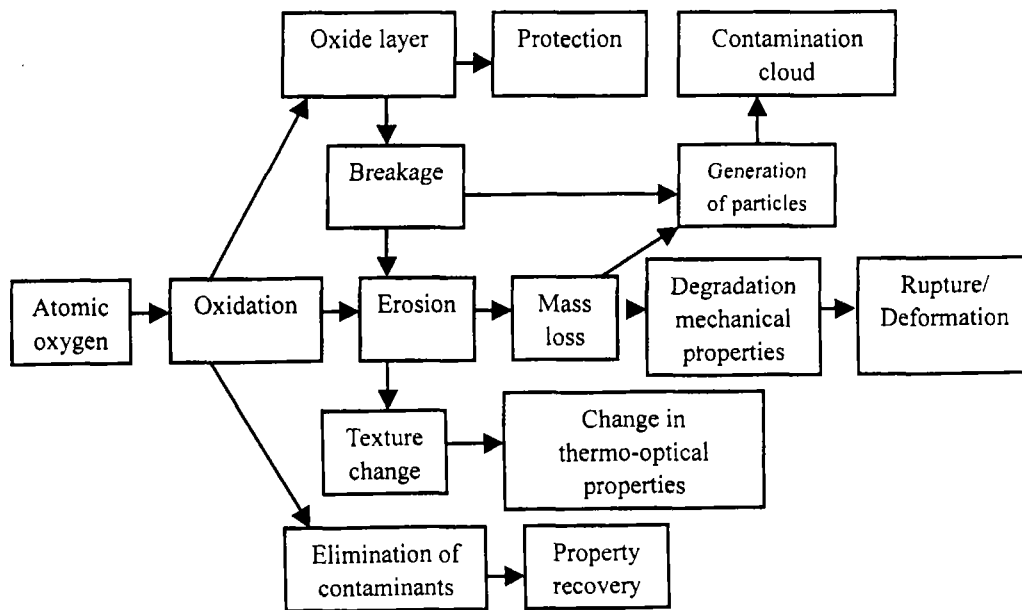 Oxide layer
Protection
Contamination
cloud
Breakage
Generation
of particles
Atomic
oxygen
Oxidation
Erosion
Mass
loss
Degradation
mechanical
properties
Rupture/
Deformation
Texture
change
Change in
thermo-optical
properties
Elimination of
contaminants
Property
recovery